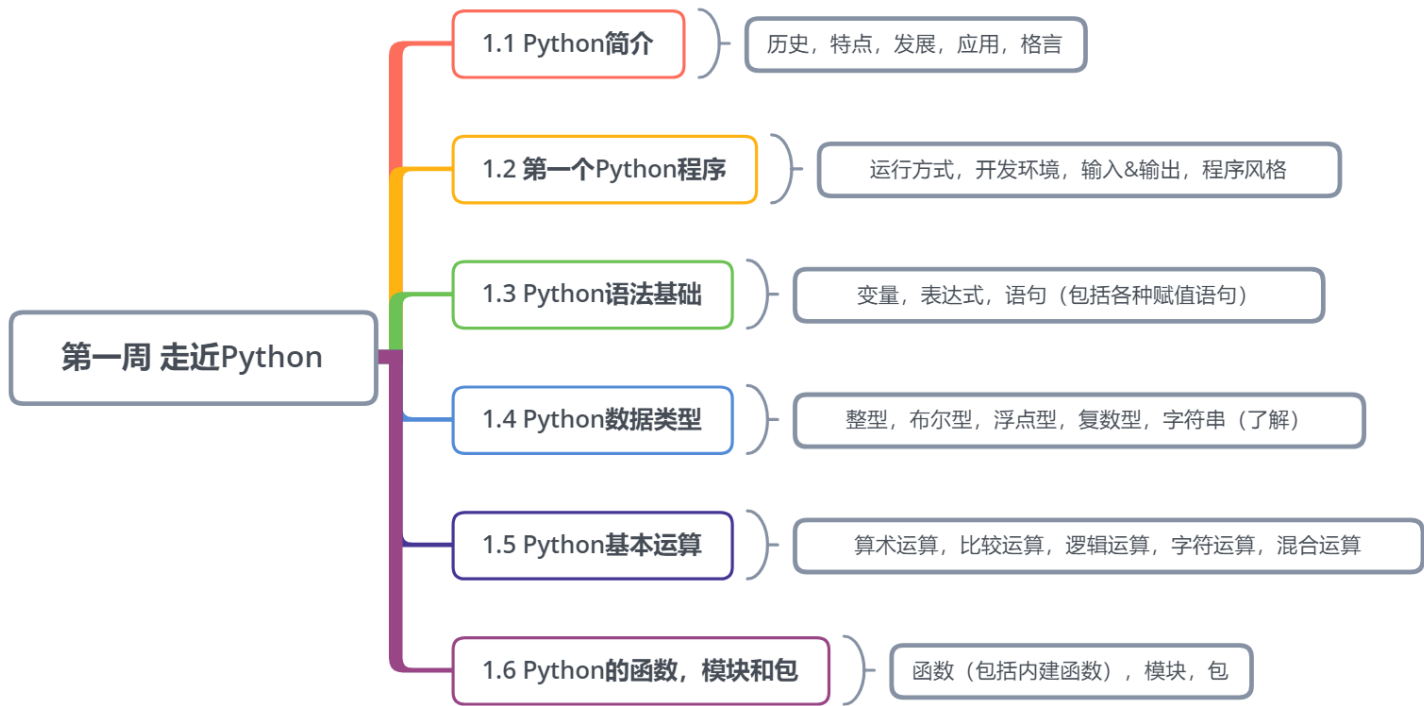 1.1 Python简介
历史，特点，发展，应用，格言
1.2 第一个Python程序
运行方式，开发环境，输入&输出，程序风格
1.3 Python语法基础
变量，表达式，语句（包括各种赋值语句）
第一周 走近Python
1.4 Python数据类型
整型，布尔型，浮点型，复数型，字符串（了解）
1.5 Python基本运算
算术运算，比较运算，逻辑运算，字符运算，混合运算
1.6 Python的函数，模块和包
函数（包括内建函数），模块，包